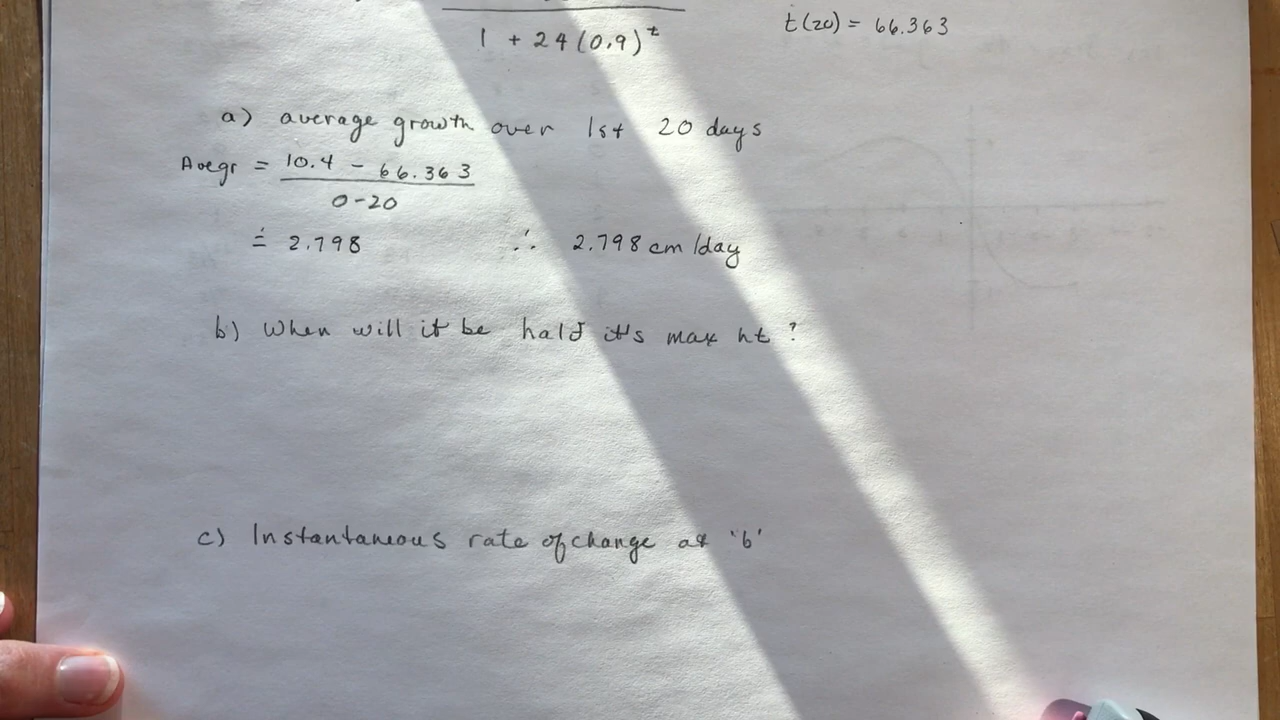 1 + 24(0.9)^t
t(20) = 66.363
a) average growth over 1st 20 days
Avegr = 10.4 - 66.363
0-20
≐ 2.798 ∴ 2.798 cm/day
b) When will it be half it's max ht?
c) Instantaneous rate of change at 'b'